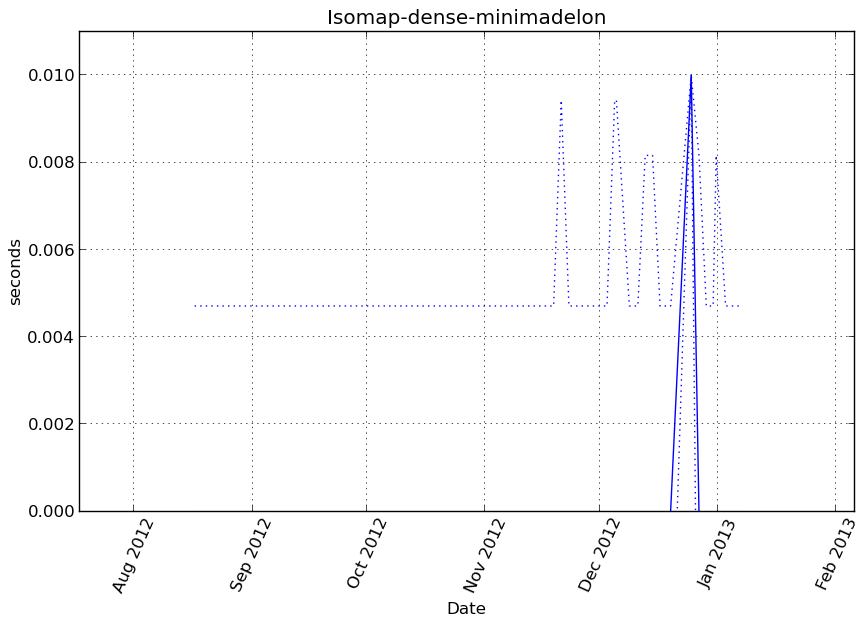 Isomap-dense-minimadelon
0.010
0.008
0.006
0.004
0.002
0.000
seconds
Aug 2012
Sep 2012
Oct 2012
Nov 2012
Dec 2012
Jan 2013
Feb 2013
Date